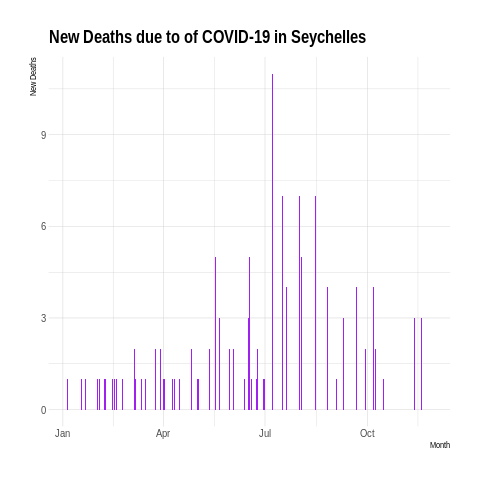 New Deaths due to of COVID-19 in Seychelles
New Deaths
9
6
3
0
Jan Apr Jul Oct
Month